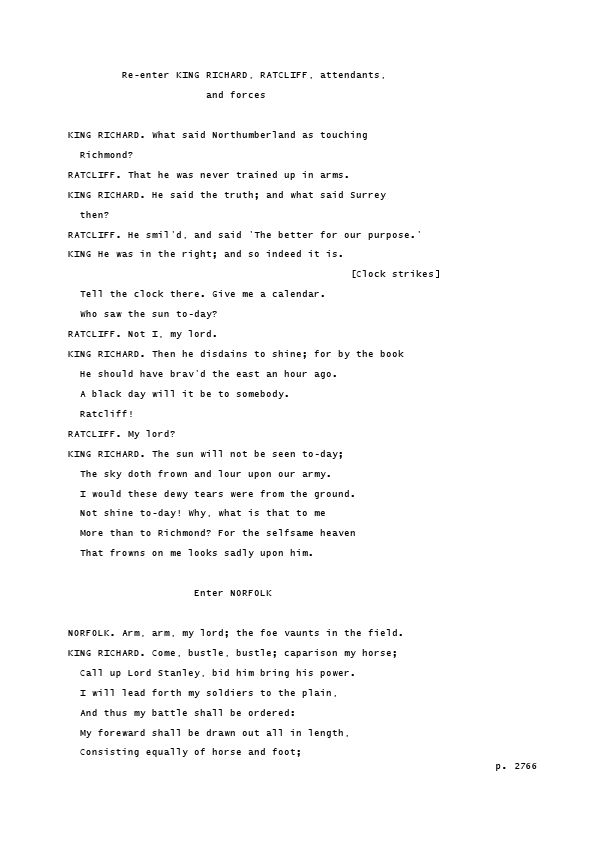 Re-enter KING RICHARD, RATCLIFF, attendants,
and forces
KING RICHARD. What said Northumberland as touching
Richmond?
RATCLIFF. That he was never trained up in arms.
KING RICHARD. He said the truth; and what said Surrey
then?
RATCLIFF. He smil'd, and said 'The better for our purpose.'
KING He was in the right; and so indeed it is.
[Clock strikes]
Tell the clock there. Give me a calendar.
Who saw the sun to-day?
RATCLIFF. Not I, my lord.
KING RICHARD. Then he disdains to shine; for by the book
He should have brav'd the east an hour ago.
A black day will it be to somebody.
Ratcliff!
RATCLIFF. My lord?
KING RICHARD. The sun will not be seen to-day;
The sky doth frown and lour upon our army.
I would these dewy tears were from the ground.
Not shine to-day! Why, what is that to me
More than to Richmond? For the selfsame heaven
That frowns on me looks sadly upon him.
Enter NORFOLK
NORFOLK. Arm, arm, my lord; the foe vaunts in the field.
KING RICHARD. Come, bustle, bustle; caparison my horse;
Call up Lord Stanley, bid him bring his power.
I will lead forth my soldiers to the plain,
And thus my battle shall be ordered:
My foreward shall be drawn out all in length,
Consisting equally of horse and foot;
p. 2766